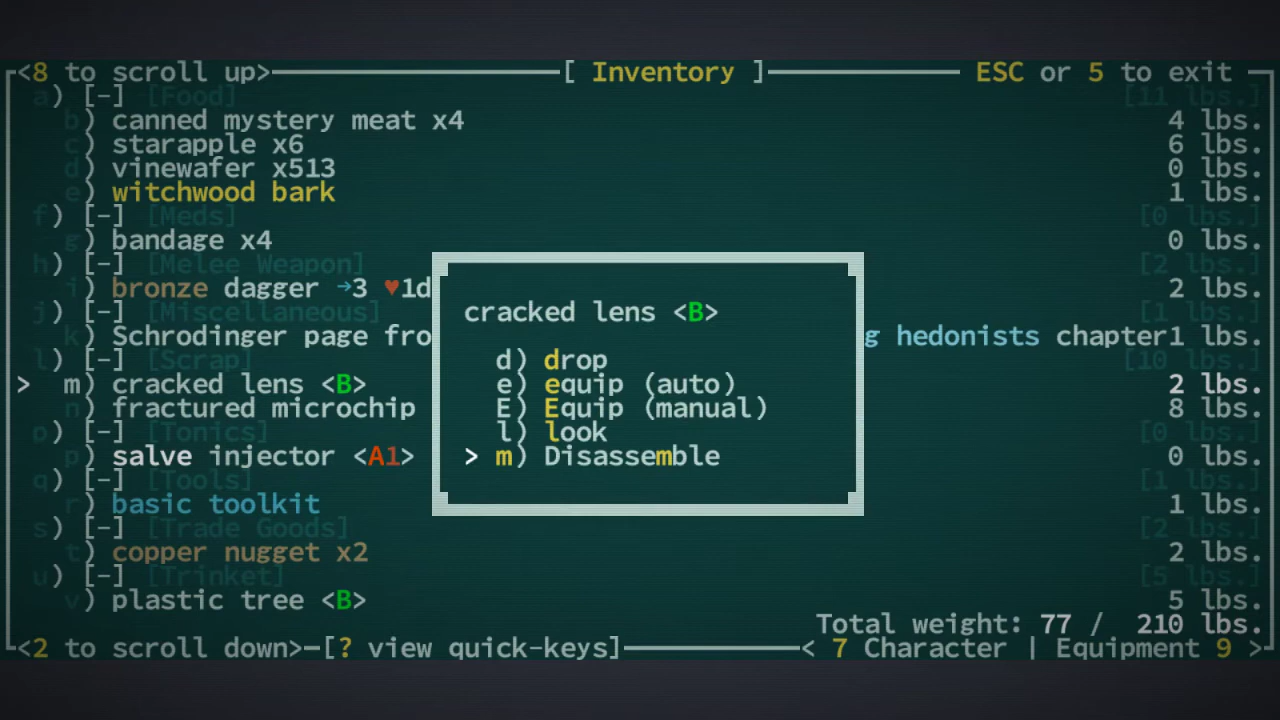 <8 to scroll up> [ Inventory ] ESC or 5 to exit
a) [-] [Food] [11 lbs.]
b) canned mystery meat x4 4 lbs.
c) starapple x6 6 lbs.
d) vinewafer x513 0 lbs.
e) witchwood bark 1 lbs.
f) [-] [Meds] [0 lbs.]
g) bandage x4 0 lbs.
h) [-] [Melee Weapon] [2 lbs.]
i) bronze dagger →3 ♥1d 2 lbs.
j) [-] [Miscellaneous] [1 lbs.]
k) Schrodinger page fro g hedonists chapter1 lbs.
l) [-] [Scrap] [10 lbs.]
> m) cracked lens <B> 2 lbs.
n) fractured microchip 8 lbs.
p) [-] [Tonics] [0 lbs.]
p) salve injector <A1> 0 lbs.
q) [-] [Tools] [1 lbs.]
r) basic toolkit 1 lbs.
s) [-] [Trade Goods] [2 lbs.]
t) copper nugget x2 2 lbs.
u) [-] [Trinket] [5 lbs.]
v) plastic tree <B> 5 lbs.
Total weight: 77 / 210 lbs.
<2 to scroll down> [? view quick-keys] < 7 Character | Equipment 9 >
cracked lens <B>
d) drop
e) equip (auto)
E) Equip (manual)
l) look
> m) Disassemble